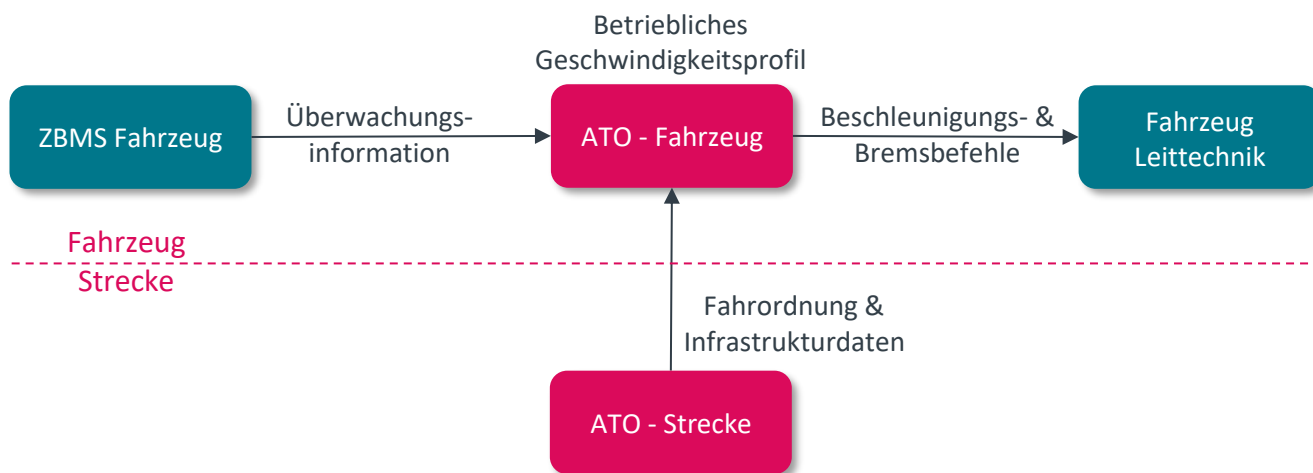 Betriebliches
Geschwindigkeitsprofil
ZBMS Fahrzeug
Überwachungs-
information
ATO - Fahrzeug
Beschleunigungs- &
Bremsbefehle
Fahrzeug
Leittechnik
Fahrzeug
Strecke
Fahrordnung &
Infrastrukturdaten
ATO - Strecke